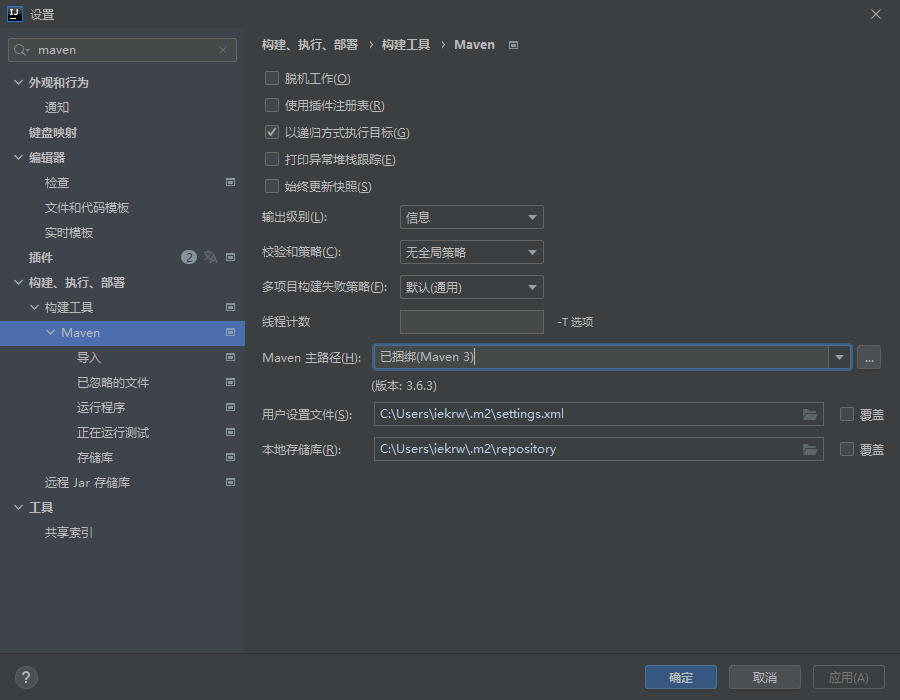 设置
maven
外观和行为
通知
键盘映射
编辑器
检查
文件和代码模板
实时模板
插件 2
构建、执行、部署
构建工具
Maven
导入
已忽略的文件
运行程序
正在运行测试
存储库
远程 Jar 存储库
工具
共享索引
构建、执行、部署 › 构建工具 › Maven
脱机工作(O)
使用插件注册表(R)
以递归方式执行目标(G)
打印异常堆栈跟踪(E)
始终更新快照(S)
输出级别(L): 信息
校验和策略(C): 无全局策略
多项目构建失败策略(F): 默认(通用)
线程计数 -T 选项
Maven 主路径(H): 已捆绑(Maven 3) ...
(版本: 3.6.3)
用户设置文件(S): C:\Users\iekrw\.m2\settings.xml 覆盖
本地存储库(R): C:\Users\iekrw\.m2\repository 覆盖
? 确定 取消 应用(A)